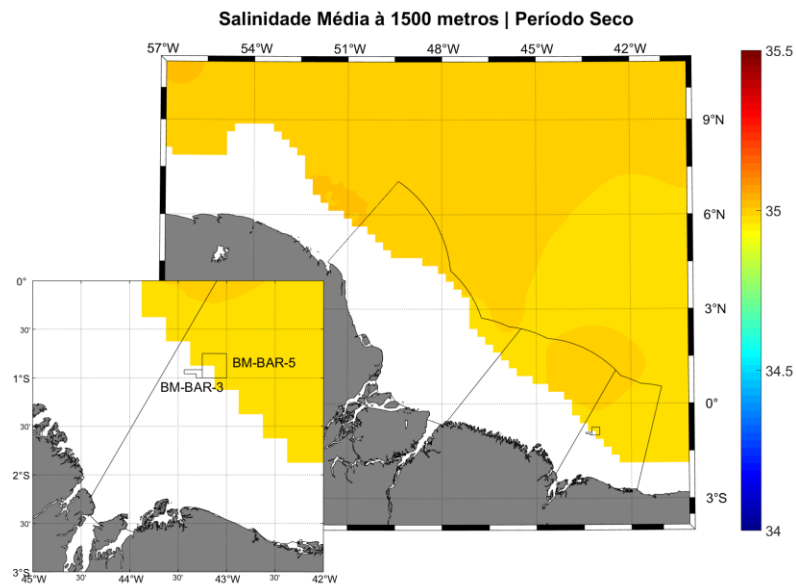 Salinidade Média à 1500 metros | Período Seco
57°W 54°W 51°W 48°W 45°W 42°W
9°N
6°N
3°N
0°
3°S
35.5
35
34.5
34
0°
30'
1°S
30'
2°S
30'
3°S
45°W 30' 44°W 30' 43°W 30' 42°W
BM-BAR-5
BM-BAR-3